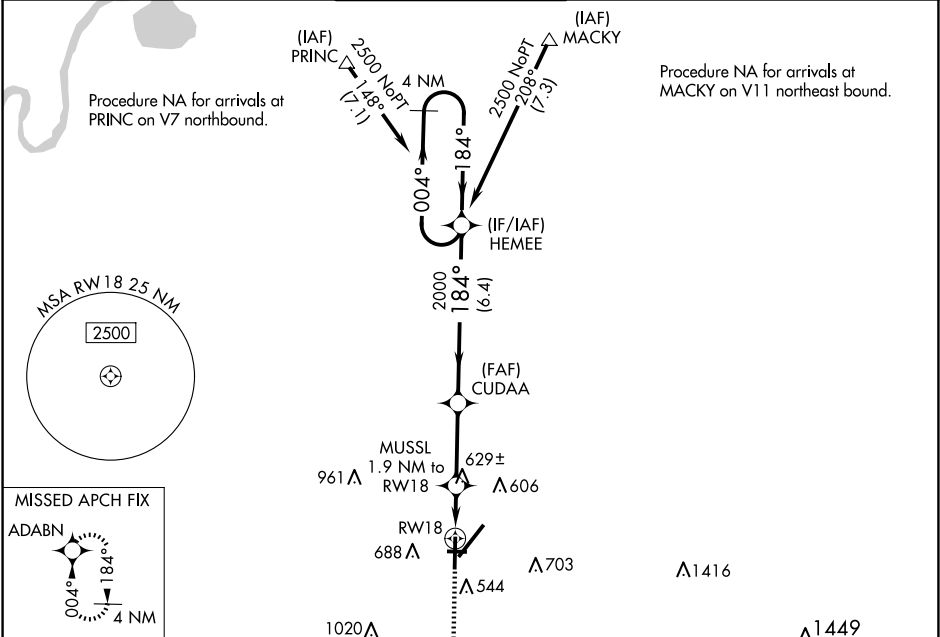 (IAF)
PRINC
2500 NoPT
148°
(7.1)
4 NM
(IAF)
MACKY
2500 NoPT
208°
(7.3)
Procedure NA for arrivals at
PRINC on V7 northbound.
Procedure NA for arrivals at
MACKY on V11 northeast bound.
004°
184°
(IF/IAF)
HEMEE
2000
184°
(6.4)
MSA RW18 25 NM
2500
(FAF)
CUDAA
MUSSL
1.9 NM to
RW18
961
629±
606
RW18
688
703
544
1416
1020
1449
MISSED APCH FIX
ADABN
004°
184°
4 NM